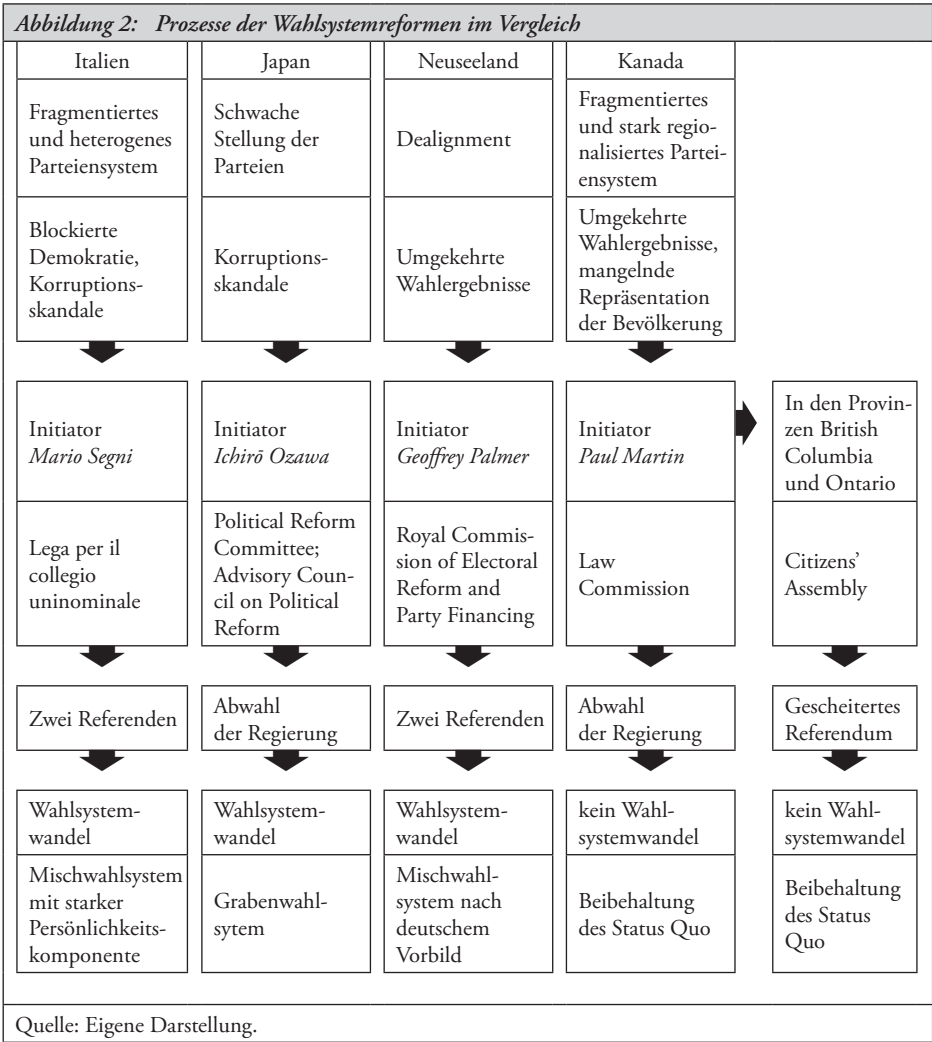 Abbildung 2: Prozesse der Wahlsystemreformen im Vergleich
Italien
Japan
Neuseeland
Kanada
Fragmentiertes
und heterogenes
Parteiensystem
Schwache
Stellung der
Parteien
Dealignment
Fragmentiertes
und stark regio-
nalisiertes Partei-
ensystem
Blockierte
Demokratie,
Korruptions-
skandale
Korruptions-
skandale
Umgekehrte
Wahlergebnisse
Umgekehrte
Wahlergebnisse,
mangelnde
Repräsentation
der Bevölkerung
Initiator
Mario Segni
Initiator
Ichirō Ozawa
Initiator
Geoffrey Palmer
Initiator
Paul Martin
In den Provin-
zen British
Columbia
und Ontario
Lega per il
collegio
uninominale
Political Reform
Committee;
Advisory Coun-
cil on Political
Reform
Royal Commis-
sion of Electoral
Reform and
Party Financing
Law
Commission
Citizens’
Assembly
Zwei Referenden
Abwahl
der Regierung
Zwei Referenden
Abwahl
der Regierung
Gescheitertes
Referendum
Wahlsystem-
wandel
Wahlsystem-
wandel
Wahlsystem-
wandel
kein Wahl-
systemwandel
kein Wahl-
systemwandel
Mischwahlsystem
mit starker
Persönlichkeits-
komponente
Grabenwahl-
sytem
Mischwahl-
system nach
deutschem
Vorbild
Beibehaltung
des Status Quo
Beibehaltung
des Status
Quo
Quelle: Eigene Darstellung.